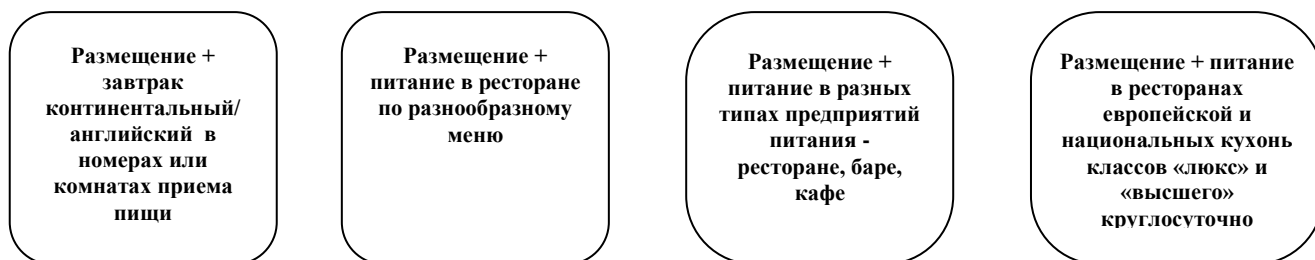 Размещение +
завтрак
континентальный/
английский в
номерах или
комнатах приема
пищи
Размещение +
питание в ресторане
по разнообразному
меню
Размещение +
питание в разных
типах предприятий
питания -
ресторане, баре,
кафе
Размещение + питание
в ресторанах
европейской и
национальных кухонь
классов «люкс» и
«высшего»
круглосуточно